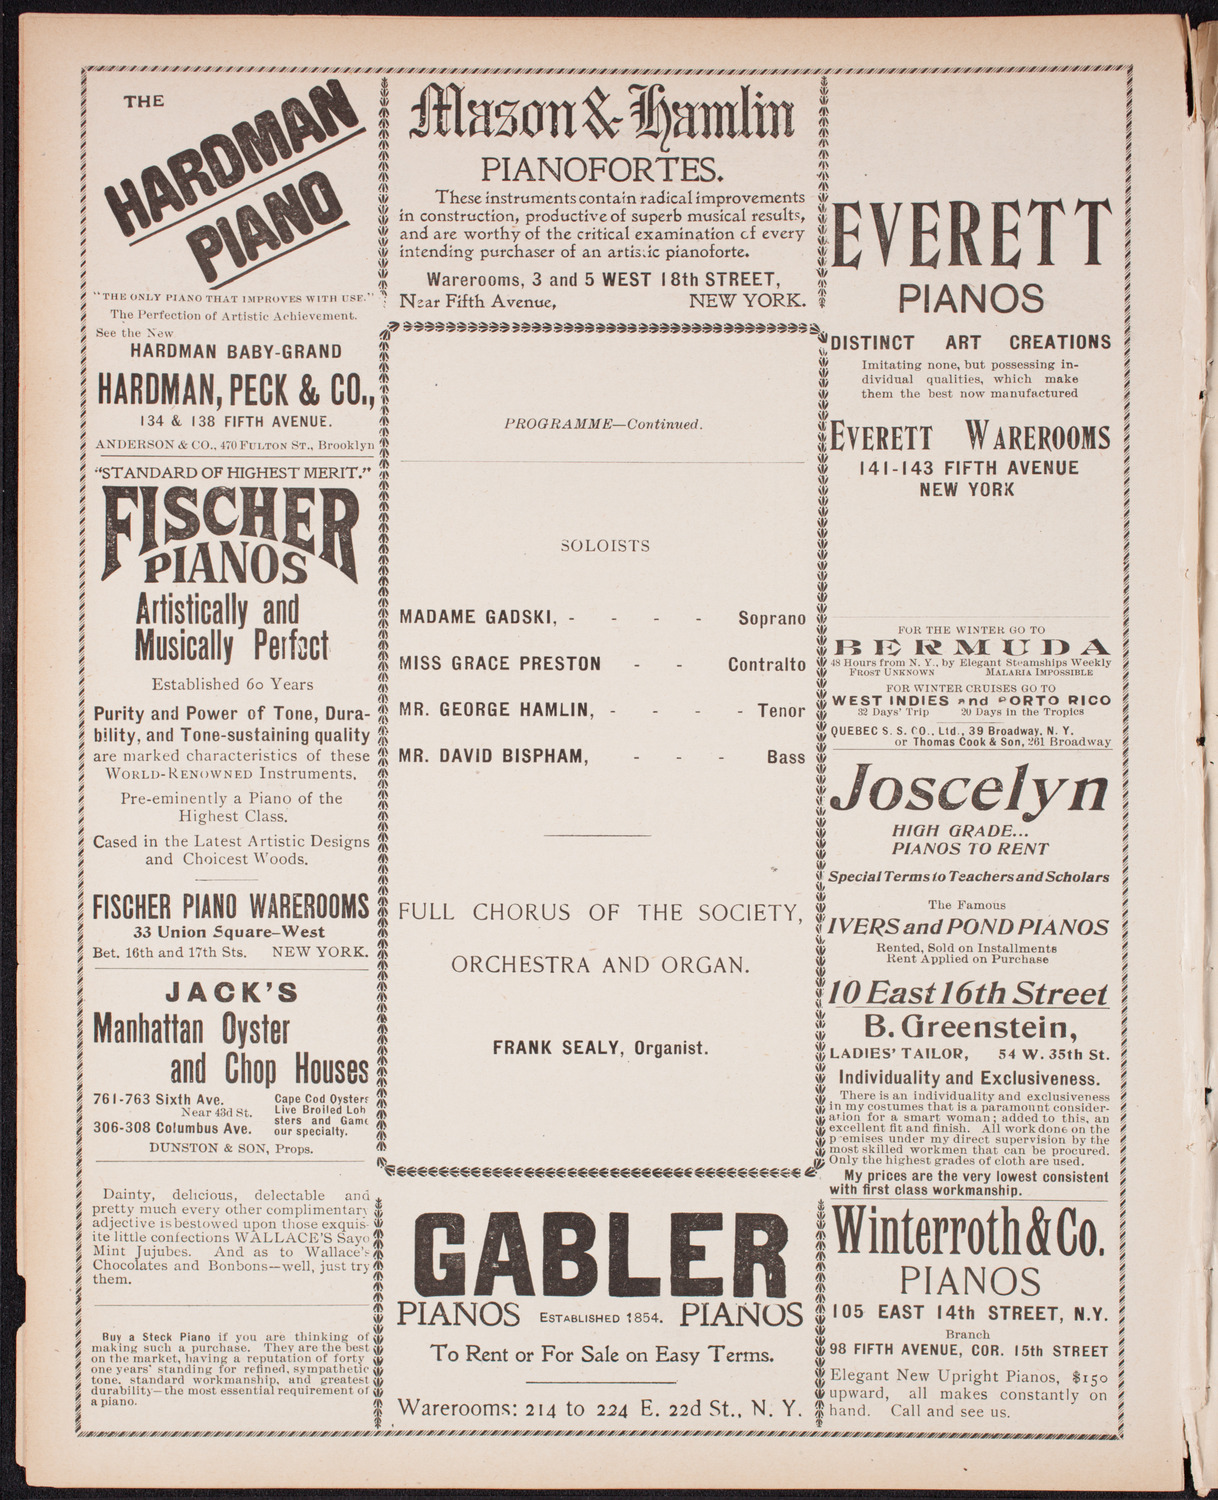 THE
HARDMAN
PIANO
"THE ONLY PIANO THAT IMPROVES WITH USE."
The Perfection of Artistic Achievement.
See the New
HARDMAN BABY-GRAND
HARDMAN, PECK & CO.,
134 & 138 FIFTH AVENUE.
ANDERSON & CO., 470 FULTON ST., Brooklyn
"STANDARD OF HIGHEST MERIT."
FISCHER
PIANOS
Artistically and
Musically Perfect
Established 60 Years
Purity and Power of Tone, Dura-
bility, and Tone-sustaining quality
are marked characteristics of these
WORLD-RENOWNED Instruments.
Pre-eminently a Piano of the
Highest Class.
Cased in the Latest Artistic Designs
and Choicest Woods.
FISCHER PIANO WAREROOMS
33 Union Square-West
Bet. 16th and 17th Sts. NEW YORK.
JACK'S
Manhattan Oyster
and Chop Houses
761-763 Sixth Ave.
Near 43d St.
306-308 Columbus Ave.
Cape Cod Oysters
Live Broiled Lob
sters and Game
our specialty.
DUNSTON & SON, Props.
Dainty, delicious, delectable and
pretty much every other complimentary
adjective is bestowed upon those exquis-
ite little confections WALLACE'S Sayo
Mint Jujubes. And as to Wallace's
Chocolates and Bonbons—well, just try
them.
Buy a Steck Piano if you are thinking of
making such a purchase. They are the best
on the market, having a reputation of forty
one years' standing for refined, sympathetic
tone, standard workmanship, and greatest
durability—the most essential requirement of
a piano.
Mason & Hamlin
PIANOFORTES.
These instruments contain radical improvements
in construction, productive of superb musical results,
and are worthy of the critical examination of every
intending purchaser of an artistic pianoforte.
Warerooms, 3 and 5 WEST 18th STREET,
Near Fifth Avenue, NEW YORK.
PROGRAMME—Continued.
SOLOISTS
MADAME GADSKI, - - - - Soprano
MISS GRACE PRESTON - - Contralto
MR. GEORGE HAMLIN, - - - - Tenor
MR. DAVID BISPHAM, - - - Bass
FULL CHORUS OF THE SOCIETY,
ORCHESTRA AND ORGAN.
FRANK SEALY, Organist.
GABLER
PIANOS ESTABLISHED 1854. PIANOS
To Rent or For Sale on Easy Terms.
Warerooms: 214 to 224 E. 22d St., N. Y.
EVERETT
PIANOS
DISTINCT ART CREATIONS
Imitating none, but possessing in-
dividual qualities, which make
them the best now manufactured
EVERETT WAREROOMS
141-143 FIFTH AVENUE
NEW YORK
FOR THE WINTER GO TO
BERMUDA
48 Hours from N. Y., by Elegant Steamships Weekly
FROST UNKNOWN MALARIA IMPOSSIBLE
FOR WINTER CRUISES GO TO
WEST INDIES and PORTO RICO
32 Days' Trip 20 Days in the Tropics
QUEBEC S. S. CO., Ltd., 39 Broadway, N. Y.
or Thomas Cook & Son, 261 Broadway
Joscelyn
HIGH GRADE...
PIANOS TO RENT
Special Terms to Teachers and Scholars
The Famous
IVERS and POND PIANOS
Rented, Sold on Installments
Rent Applied on Purchase
10 East 16th Street
B. Greenstein,
LADIES' TAILOR, 54 W. 35th St.
Individuality and Exclusiveness.
There is an individuality and exclusiveness
in my costumes that is a paramount consider-
ation for a smart woman; added to this, an
excellent fit and finish. All work done on the
premises under my direct supervision by the
most skilled workmen that can be procured.
Only the highest grades of cloth are used.
My prices are the very lowest consistent
with first class workmanship.
Winterroth & Co.
PIANOS
105 EAST 14th STREET, N.Y.
Branch
98 FIFTH AVENUE, COR. 15th STREET
Elegant New Upright Pianos, $150
upward, all makes constantly on
hand. Call and see us.